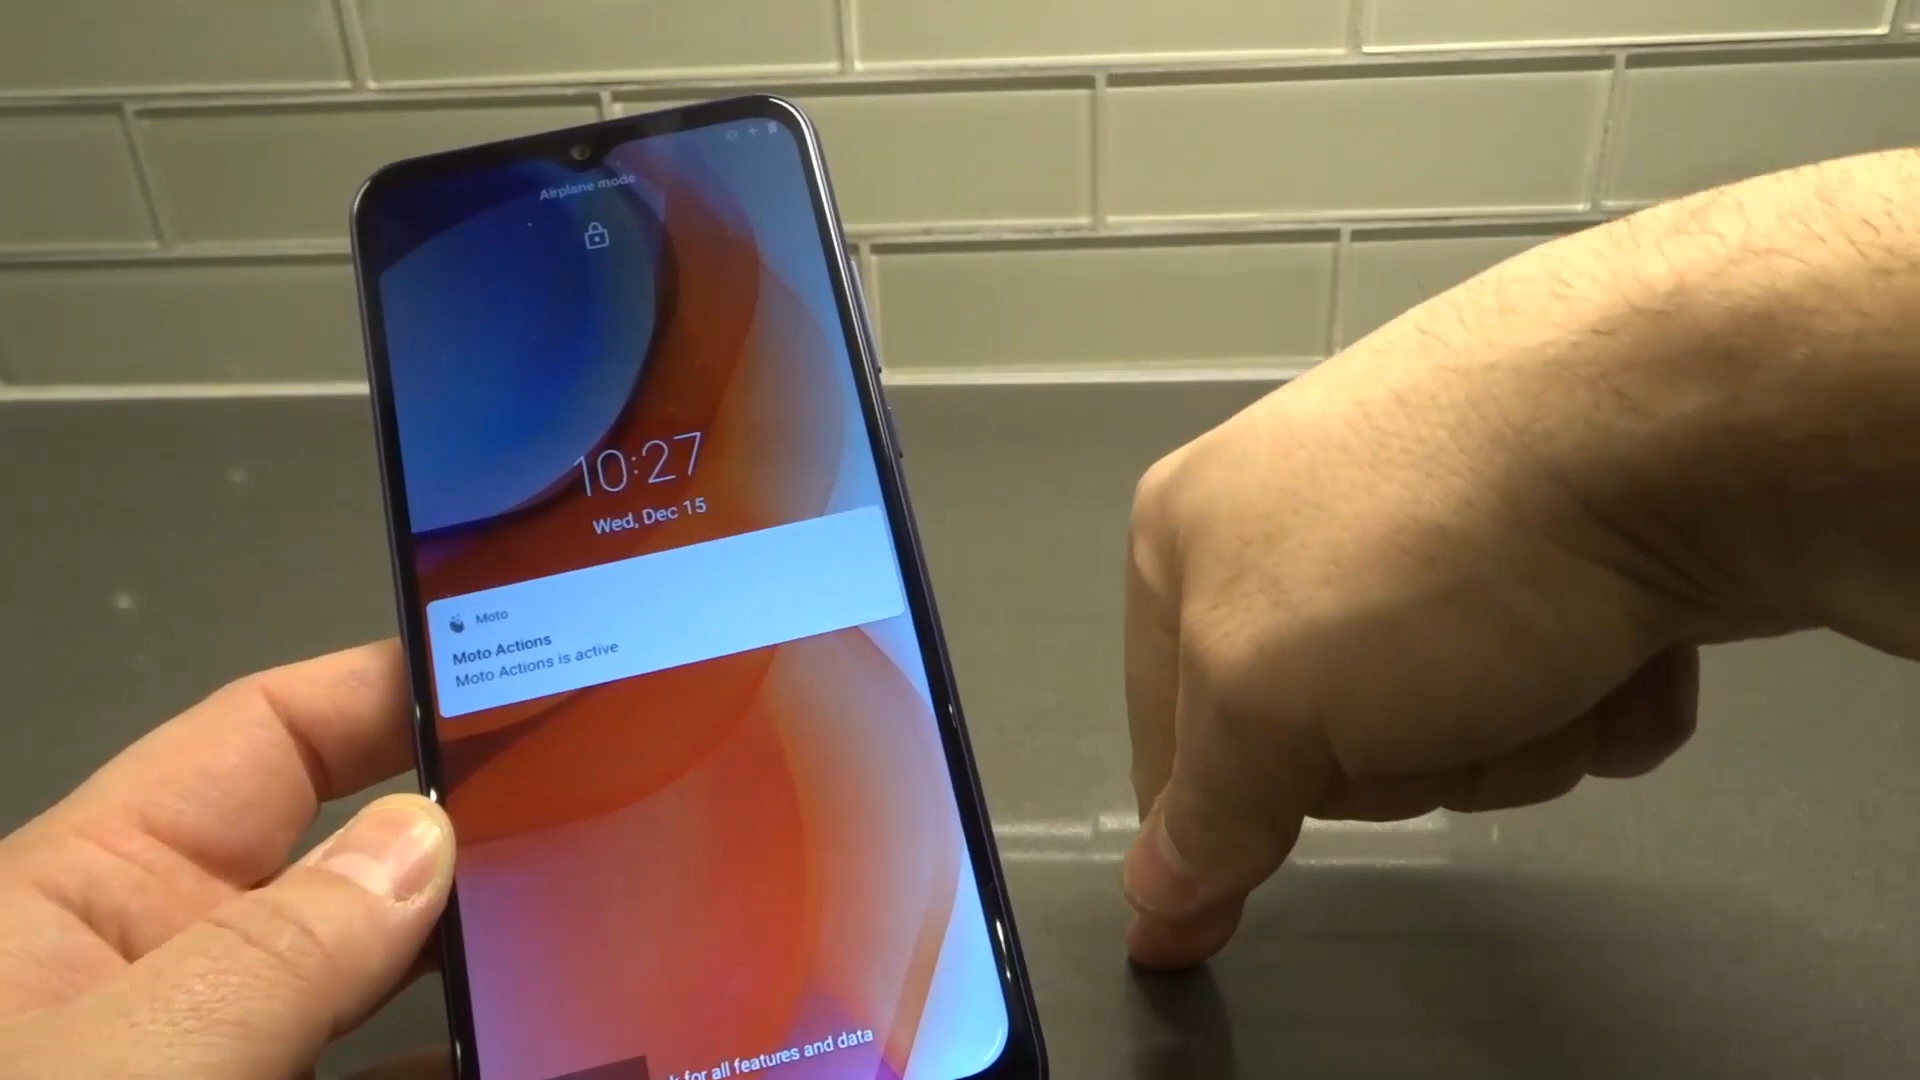 Airplane mode
10:27
Wed, Dec 15
Moto
Moto Actions
Moto Actions is active
for all features and data